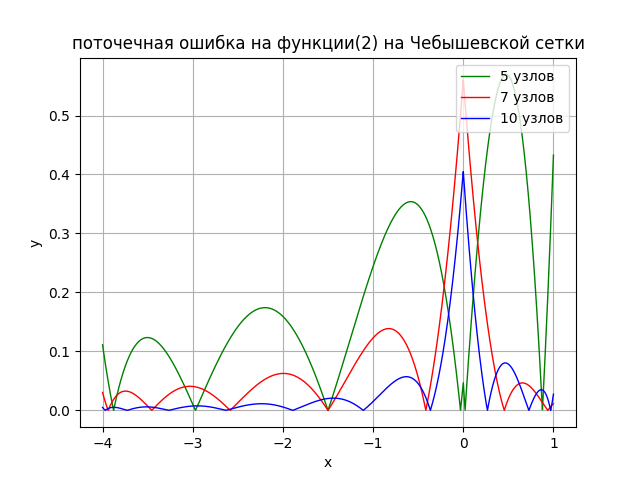 поточечная ошибка на функции(2) на Чебышевской сетки
5 узлов
7 узлов
10 узлов
0.5
0.4
0.3
0.2
0.1
0.0
y
−4
−3
−2
−1
0
1
x